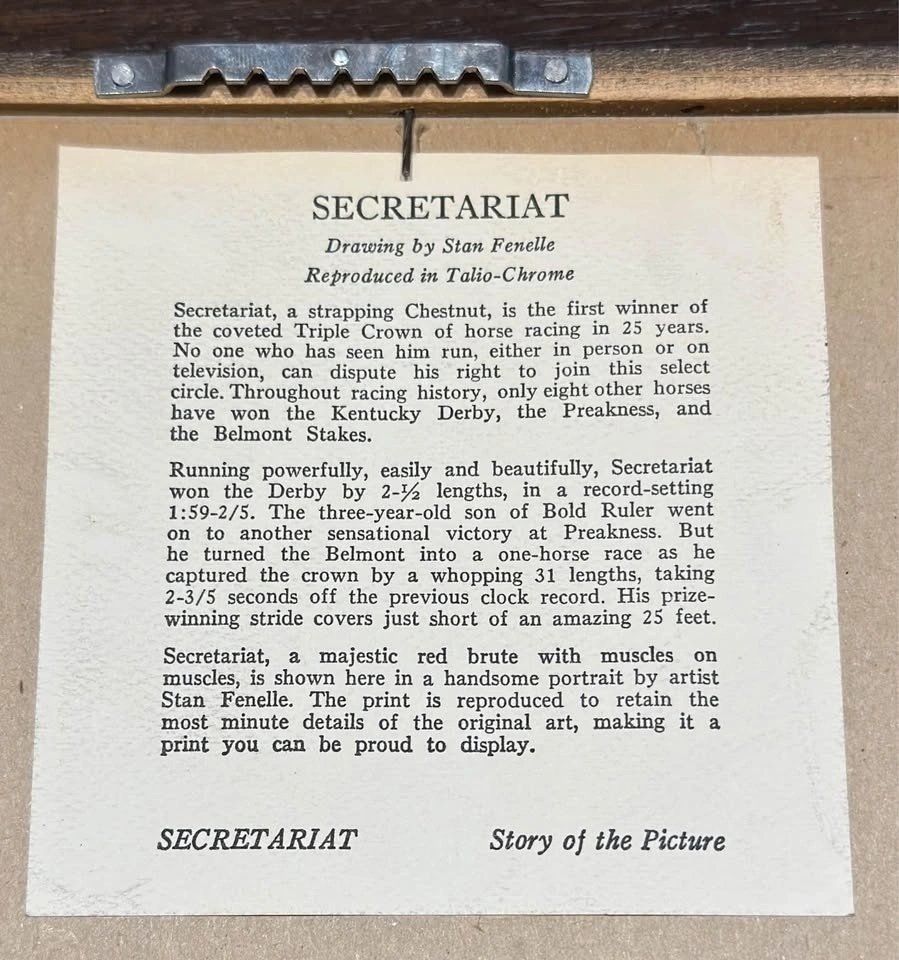 SECRETARIAT
Drawing by Stan Fenelle
Reproduced in Talio-Chrome
Secretariat, a strapping Chestnut, is the first winner of
the coveted Triple Crown of horse racing in 25 years.
No one who has seen him run, either in person or on
television, can dispute his right to join this select
circle. Throughout racing history, only eight other horses
have won the Kentucky Derby, the Preakness, and
the Belmont Stakes.
Running powerfully, easily and beautifully, Secretariat
won the Derby by 2-½ lengths, in a record-setting
1:59-2/5. The three-year-old son of Bold Ruler went
on to another sensational victory at Preakness. But
he turned the Belmont into a one-horse race as he
captured the crown by a whopping 31 lengths, taking
2-3/5 seconds off the previous clock record. His prize-
winning stride covers just short of an amazing 25 feet.
Secretariat, a majestic red brute with muscles on
muscles, is shown here in a handsome portrait by artist
Stan Fenelle. The print is reproduced to retain the
most minute details of the original art, making it a
print you can be proud to display.
SECRETARIAT Story of the Picture